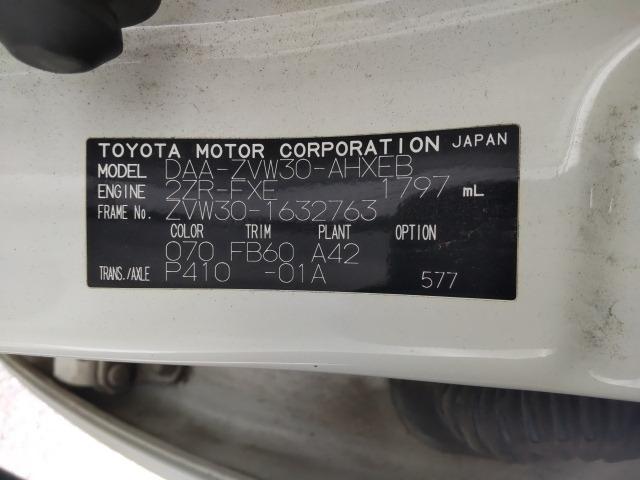 TOYOTA MOTOR CORPORATION JAPAN
MODEL DAA-ZVW30-AHXEB
ENGINE 2ZR-FXE 1797 mL
FRAME No. ZVW30-1632763
COLOR TRIM PLANT OPTION
070 FB60 A42
TRANS./AXLE P410 -01A 577